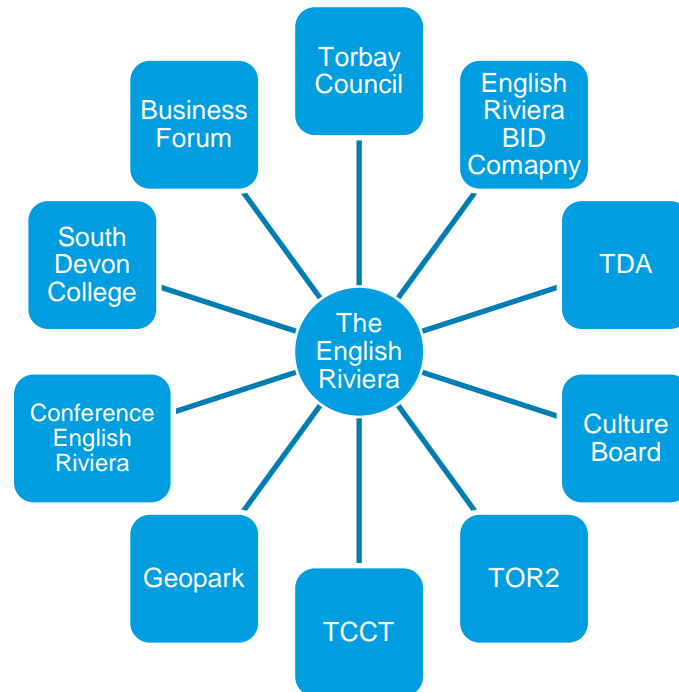 Torbay
Council
English
Riviera
BID
Comapny
TDA
Culture
Board
TOR2
TCCT
Geopark
Conference
English
Riviera
South
Devon
College
Business
Forum
The
English
Riviera